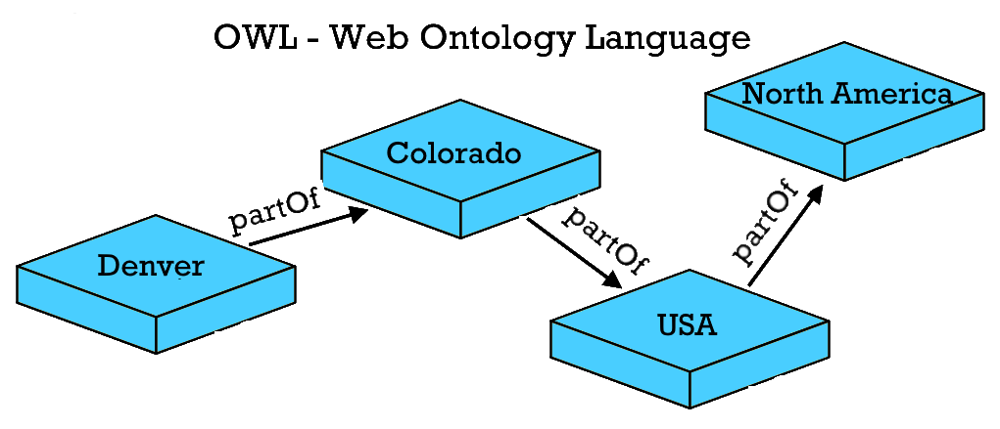 OWL - Web Ontology Language
North America
Colorado
partOf
partOf
partOf
Denver
USA